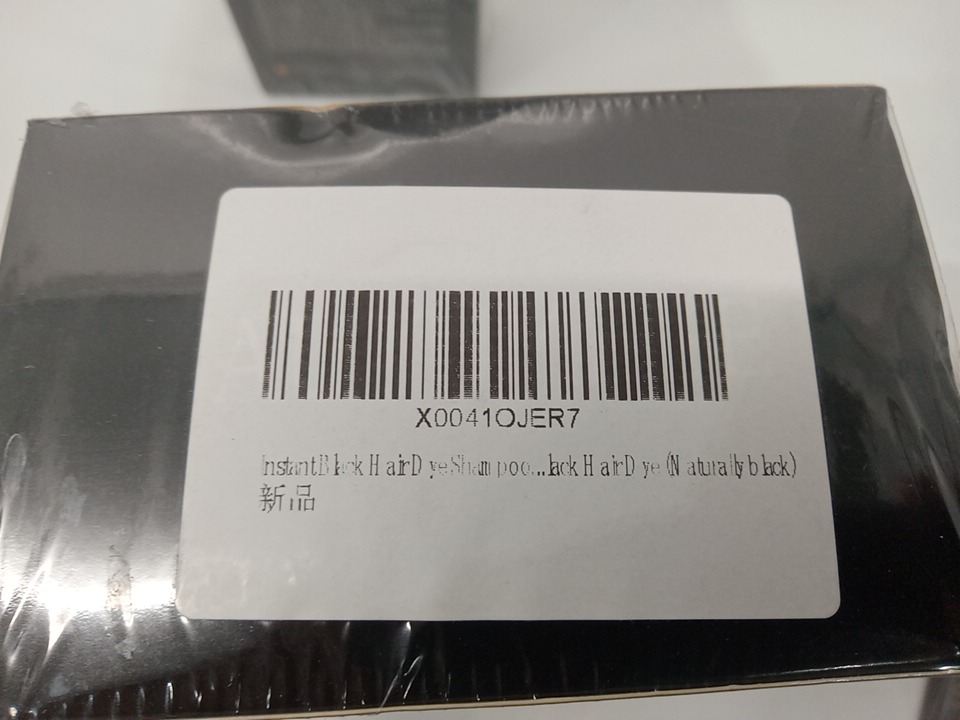 X0041OJER7
Instant Black Hair Dye Shampoo...lack Hair Dye (Naturally black)
新品